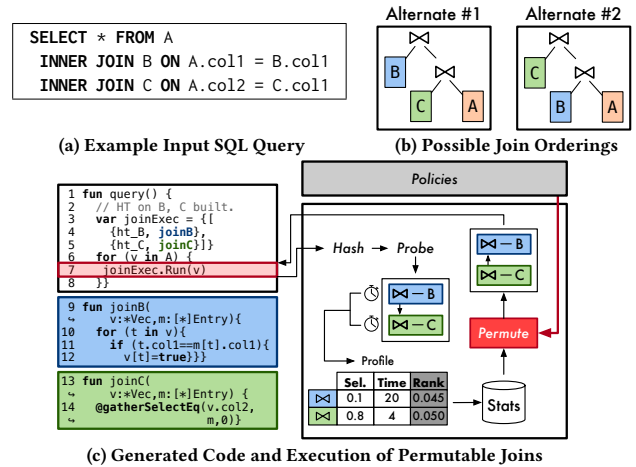 SELECT * FROM A
INNER JOIN B ON A.col1 = B.col1
INNER JOIN C ON A.col2 = C.col1
(a) Example Input SQL Query
Alternate #1
⋈
B
⋈
C
A
Alternate #2
⋈
C
⋈
B
A
(b) Possible Join Orderings
1 fun query() {
2 // HT on B, C built.
3 var joinExec = {[
4 {ht_B, joinB},
5 {ht_C, joinC}]}
6 for (v in A) {
7 joinExec.Run(v)
8 }}
9 fun joinB(
↪ v:*Vec,m:[*]Entry){
10 for (t in v){
11 if (t.col1==m[t].col1){
12 v[t]=true}}}
13 fun joinC(
↪ v:*Vec,m:[*]Entry) {
14 @gatherSelectEq(v.col2,
↪ m,0)}
Policies
Hash
Probe
⋈ — B
⋈ — C
Profile
Sel. Time Rank
⋈ 0.1 20 0.045
⋈ 0.8 4 0.050
Stats
Permute
⋈ — B
⋈ — C
(c) Generated Code and Execution of Permutable Joins